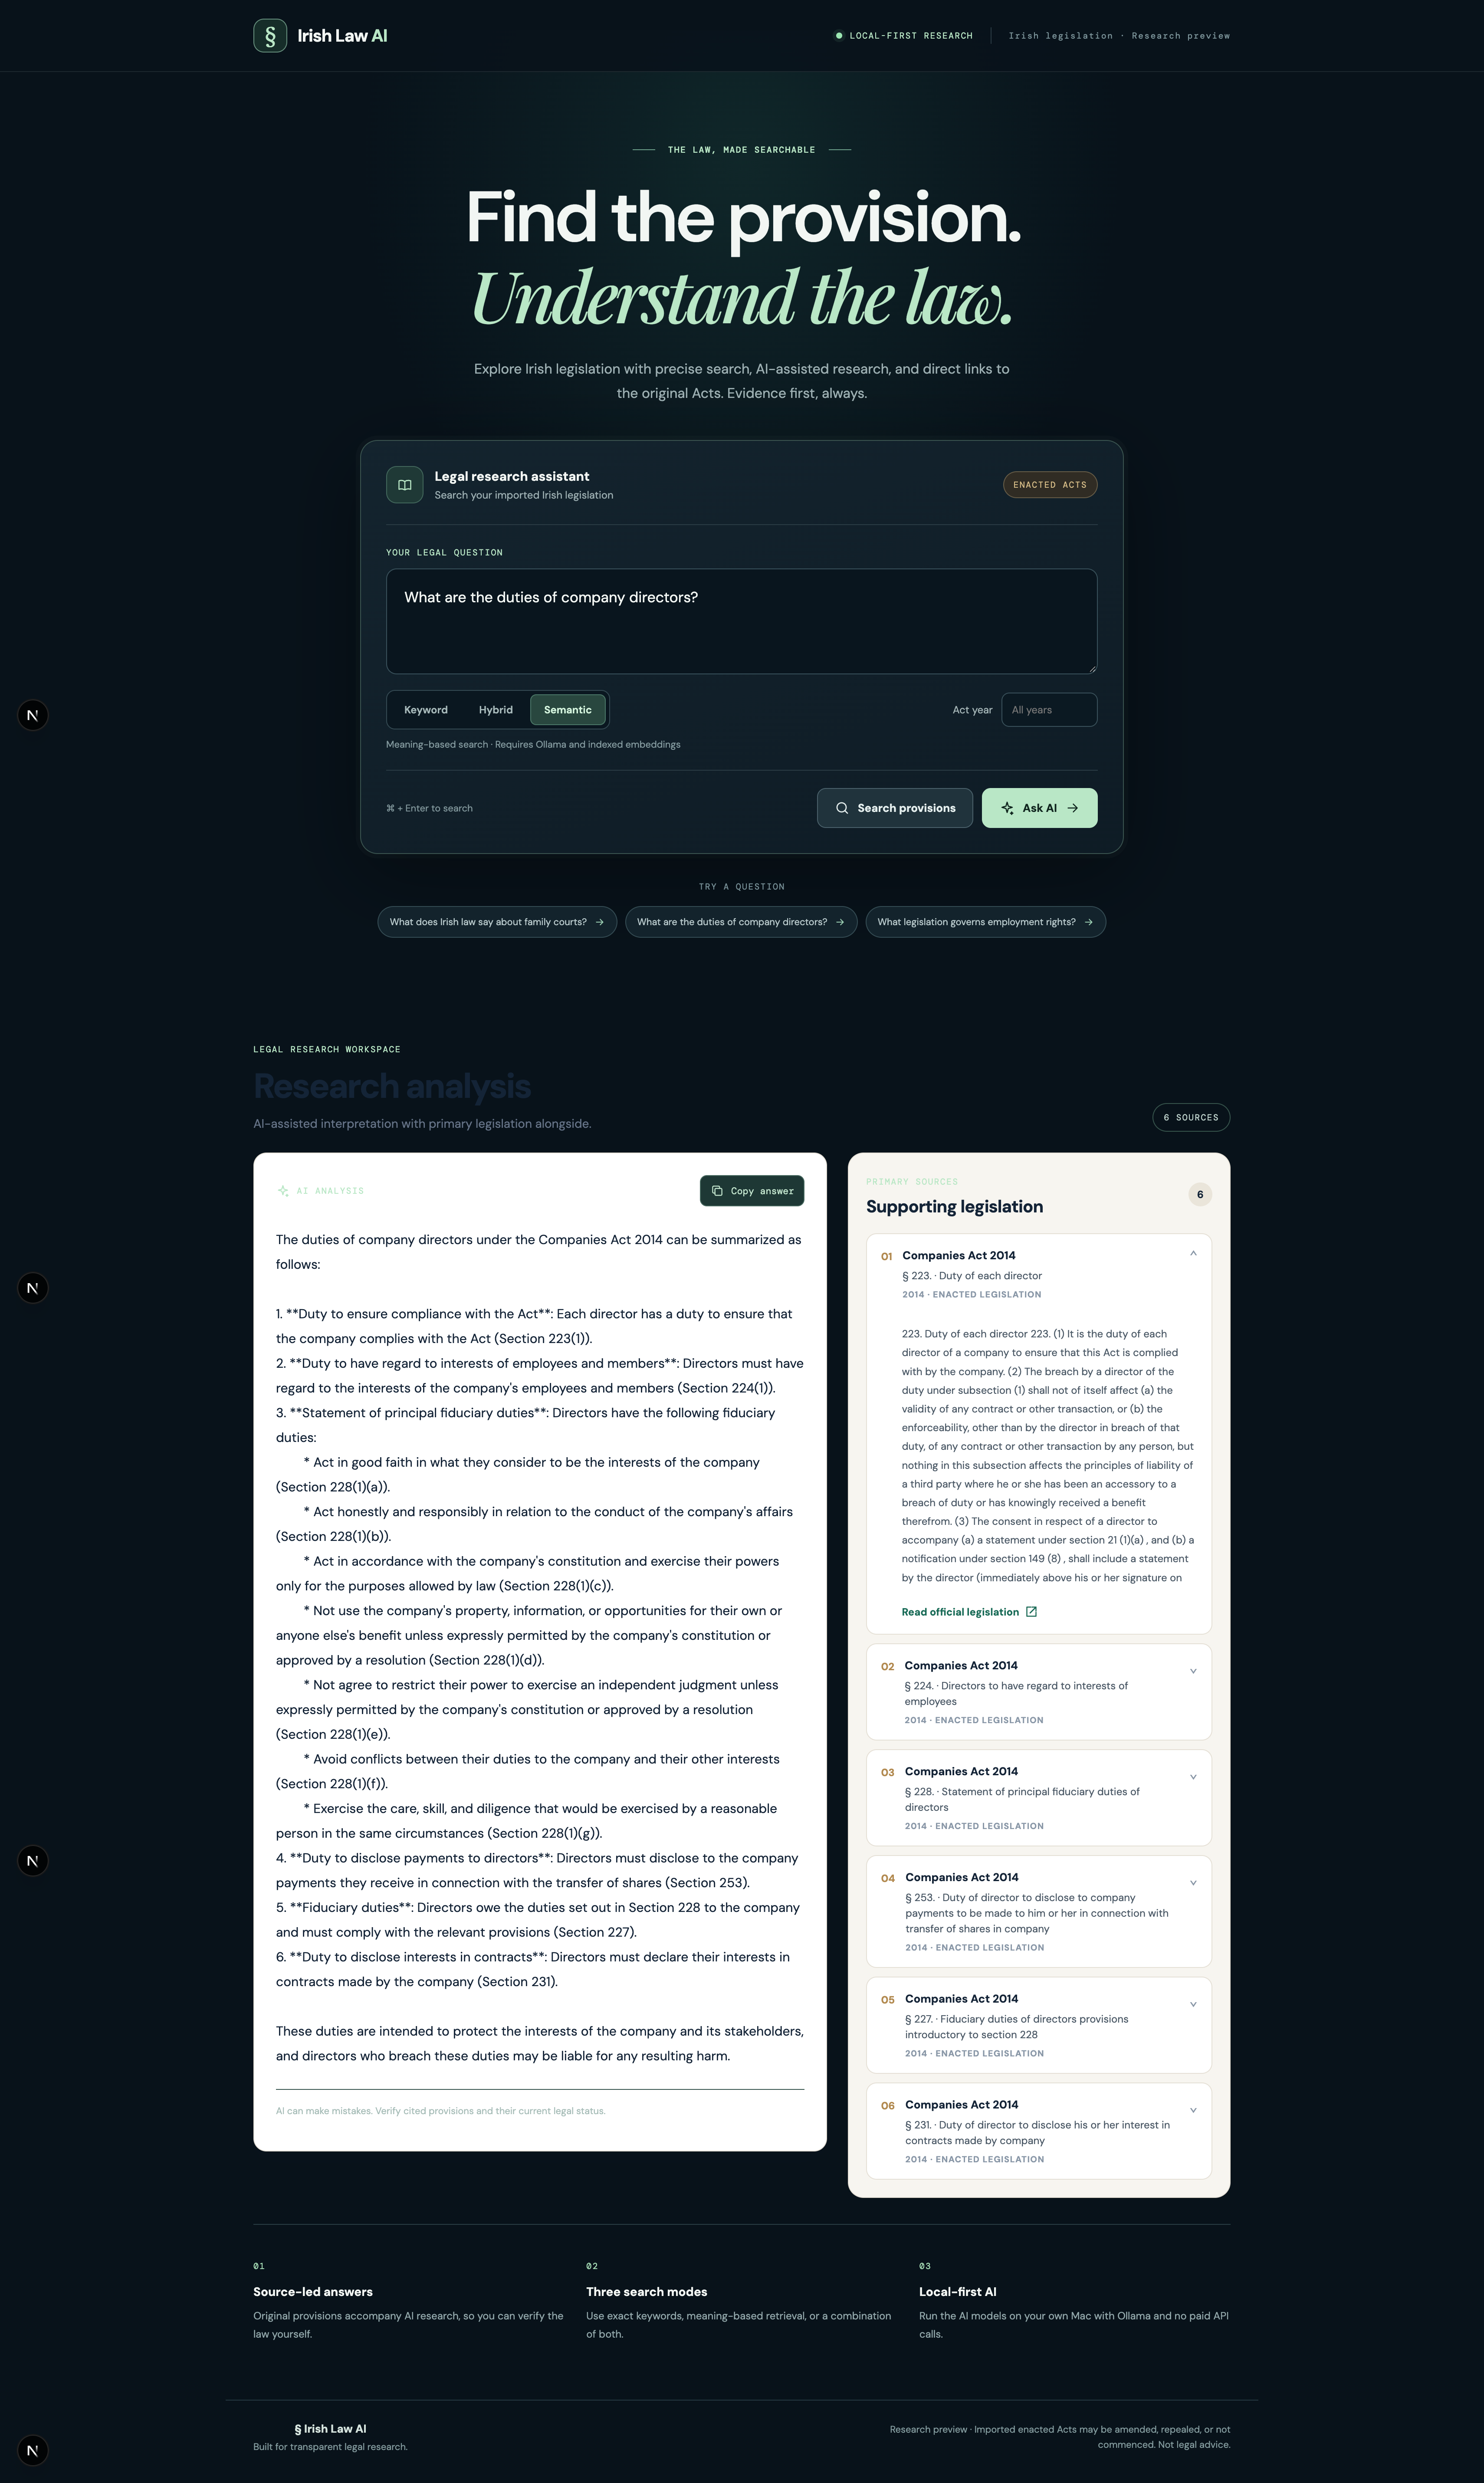 § Irish Law AI
LOCAL-FIRST RESEARCH
Irish legislation · Research preview
THE LAW, MADE SEARCHABLE
Find the provision.
Understand the law.
Explore Irish legislation with precise search, AI-assisted research, and direct links to
the original Acts. Evidence first, always.
Legal research assistant
Search your imported Irish legislation
ENACTED ACTS
YOUR LEGAL QUESTION
What are the duties of company directors?
Keyword
Hybrid
Semantic
Act year
All years
Meaning-based search · Requires Ollama and indexed embeddings
⌘ + Enter to search
Search provisions
Ask AI →
TRY A QUESTION
What does Irish law say about family courts? →
What are the duties of company directors? →
What legislation governs employment rights? →
LEGAL RESEARCH WORKSPACE
Research analysis
AI-assisted interpretation with primary legislation alongside.
6 SOURCES
AI ANALYSIS
Copy answer
The duties of company directors under the Companies Act 2014 can be summarized as
follows:
1. **Duty to ensure compliance with the Act**: Each director has a duty to ensure that
the company complies with the Act (Section 223(1)).
2. **Duty to have regard to interests of employees and members**: Directors must have
regard to the interests of the company's employees and members (Section 224(1)).
3. **Statement of principal fiduciary duties**: Directors have the following fiduciary
duties:
* Act in good faith in what they consider to be the interests of the company
(Section 228(1)(a)).
* Act honestly and responsibly in relation to the conduct of the company's affairs
(Section 228(1)(b)).
* Act in accordance with the company's constitution and exercise their powers
only for the purposes allowed by law (Section 228(1)(c)).
* Not use the company's property, information, or opportunities for their own or
anyone else's benefit unless expressly permitted by the company's constitution or
approved by a resolution (Section 228(1)(d)).
* Not agree to restrict their power to exercise an independent judgment unless
expressly permitted by the company's constitution or approved by a resolution
(Section 228(1)(e)).
* Avoid conflicts between their duties to the company and their other interests
(Section 228(1)(f)).
* Exercise the care, skill, and diligence that would be exercised by a reasonable
person in the same circumstances (Section 228(1)(g)).
4. **Duty to disclose payments to directors**: Directors must disclose to the company
payments they receive in connection with the transfer of shares (Section 253).
5. **Fiduciary duties**: Directors owe the duties set out in Section 228 to the company
and must comply with the relevant provisions (Section 227).
6. **Duty to disclose interests in contracts**: Directors must declare their interests in
contracts made by the company (Section 231).
These duties are intended to protect the interests of the company and its stakeholders,
and directors who breach these duties may be liable for any resulting harm.
AI can make mistakes. Verify cited provisions and their current legal status.
PRIMARY SOURCES
Supporting legislation
6
01 Companies Act 2014
§ 223. · Duty of each director
2014 · ENACTED LEGISLATION
223. Duty of each director 223. (1) It is the duty of each
director of a company to ensure that this Act is complied
with by the company. (2) The breach by a director of the
duty under subsection (1) shall not of itself affect (a) the
validity of any contract or other transaction, or (b) the
enforceability, other than by the director in breach of that
duty, of any contract or other transaction by any person, but
nothing in this subsection affects the principles of liability of
a third party where he or she has been an accessory to a
breach of duty or has knowingly received a benefit
therefrom. (3) The consent in respect of a director to
accompany (a) a statement under section 21 (1)(a) , and (b) a
notification under section 149 (8) , shall include a statement
by the director (immediately above his or her signature on
Read official legislation
02 Companies Act 2014
§ 224. · Directors to have regard to interests of
employees
2014 · ENACTED LEGISLATION
03 Companies Act 2014
§ 228. · Statement of principal fiduciary duties of
directors
2014 · ENACTED LEGISLATION
04 Companies Act 2014
§ 253. · Duty of director to disclose to company
payments to be made to him or her in connection with
transfer of shares in company
2014 · ENACTED LEGISLATION
05 Companies Act 2014
§ 227. · Fiduciary duties of directors provisions
introductory to section 228
2014 · ENACTED LEGISLATION
06 Companies Act 2014
§ 231. · Duty of director to disclose his or her interest in
contracts made by company
2014 · ENACTED LEGISLATION
01
Source-led answers
Original provisions accompany AI research, so you can verify the
law yourself.
02
Three search modes
Use exact keywords, meaning-based retrieval, or a combination
of both.
03
Local-first AI
Run the AI models on your own Mac with Ollama and no paid API
calls.
§ Irish Law AI
Built for transparent legal research.
Research preview · Imported enacted Acts may be amended, repealed, or not
commenced. Not legal advice.
N
N
N
N